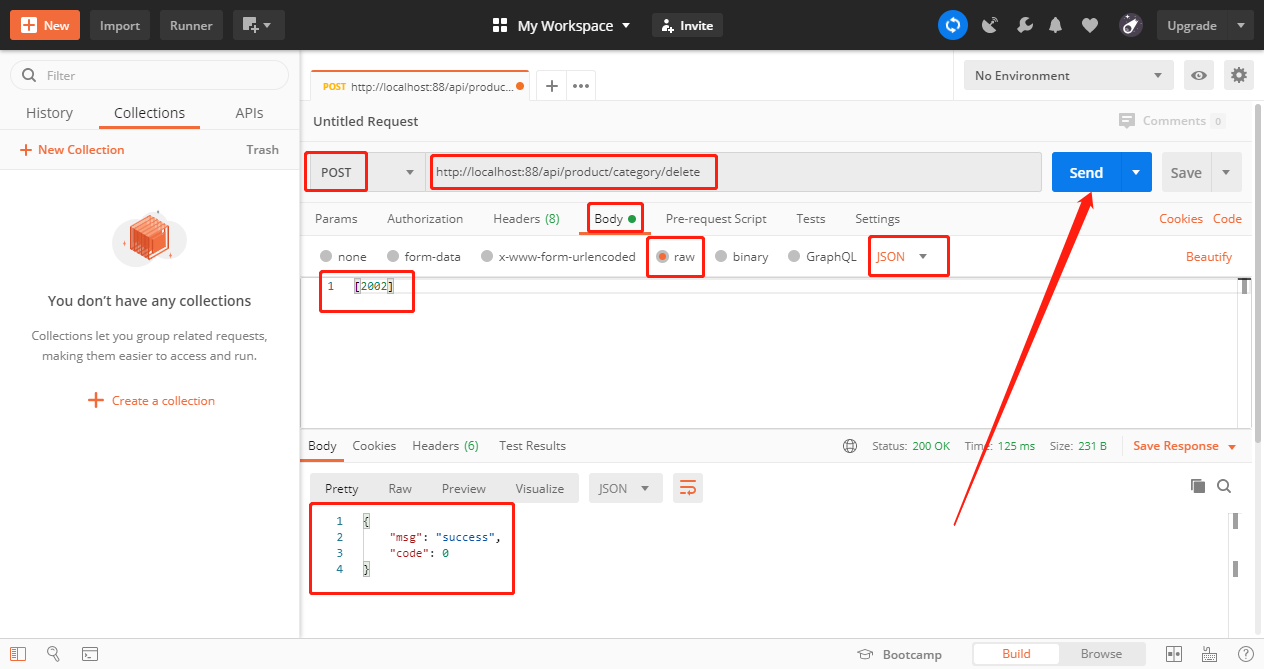 New
Import
Runner
My Workspace
Invite
Upgrade
Filter
History
Collections
APIs
New Collection
Trash
You don't have any collections
Collections let you group related requests,
making them easier to access and run.
Create a collection
POST http://localhost:88/api/produc...
No Environment
Untitled Request
Comments 0
POST
http://localhost:88/api/product/category/delete
Send
Save
Params
Authorization
Headers (8)
Body
Pre-request Script
Tests
Settings
Cookies
Code
none
form-data
x-www-form-urlencoded
raw
binary
GraphQL
JSON
Beautify
1 [2002]
Body
Cookies
Headers (6)
Test Results
Status: 200 OK
Time: 125 ms
Size: 231 B
Save Response
Pretty
Raw
Preview
Visualize
JSON
1 {
2 "msg": "success",
3 "code": 0
4 }
Bootcamp
Build
Browse